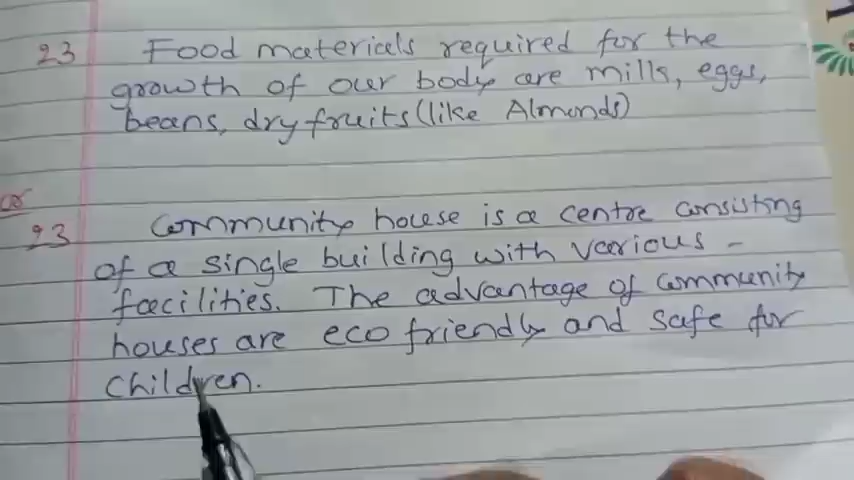 23 Food materials required for the
growth of our body are mills, eggs,
beans, dry fruits (like Almonds)
or
23 Community house is a centre consisting
of a single building with various -
facilities. The advantage of community
houses are eco friendly and safe for
children.